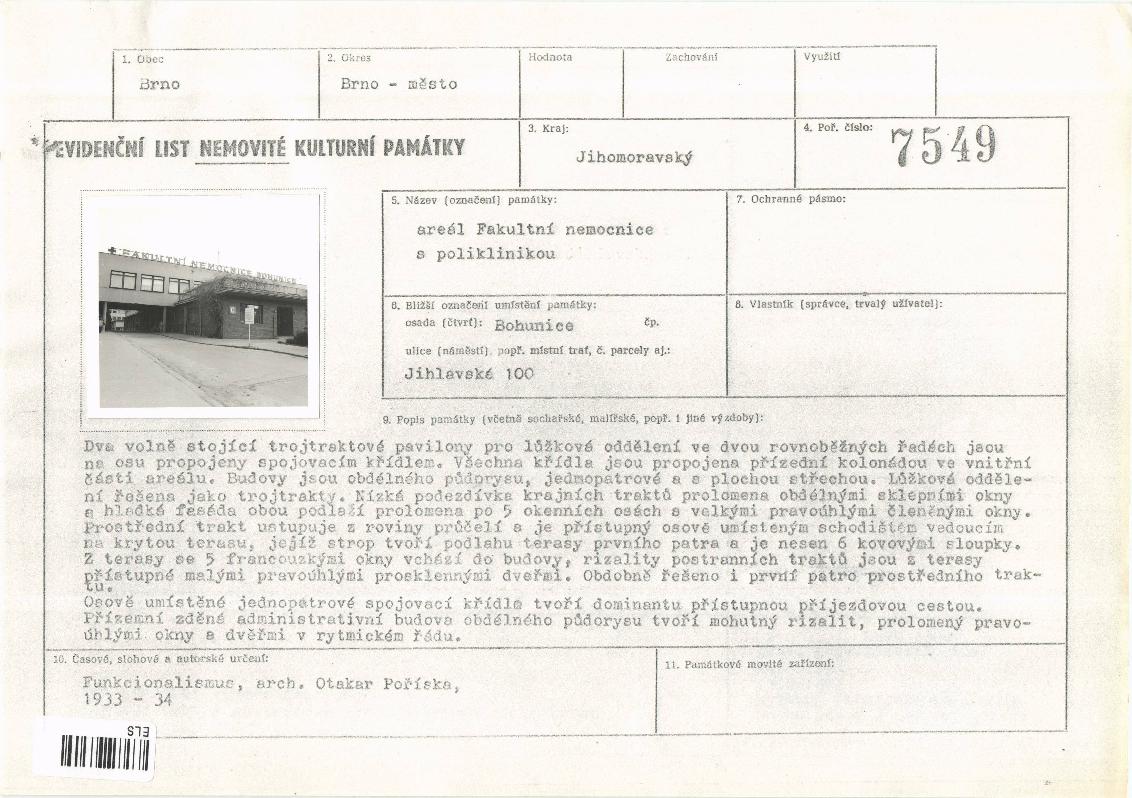 1. Obec
Brno
2. Okres
Brno - město
Hodnota
Zachování
Využití
EVIDENČNÍ LIST NEMOVITÉ KULTURNÍ PAMÁTKY
3. Kraj:
Jihomoravský
4. Poř. číslo:
7549
FAKULTNÍ NEMOCNICE BOHUNICE
5. Název (označení) památky:
areál Fakultní nemocnice
s poliklinikou
7. Ochranné pásmo:
6. Bližší označení umístění památky:
osada (čtvrť): Bohunice čp.
ulice (náměstí), popř. místní trať, č. parcely aj.:
Jihlavská 100
8. Vlastník (správce, trvalý uživatel):
9. Popis památky (včetně sochařské, malířské, popř. i jiné výzdoby):
Dva volně stojící trojtraktové pavilony pro lůžková oddělení ve dvou rovnoběžných řadách jsou
na osu propojeny spojovacím křídlem. Všechna křídla jsou propojena přízední kolonádou ve vnitřní
části areálu. Budovy jsou obdélného půdorysu, jednopatrové a s plochou střechou. Lůžková odděle-
ní řešena jako trojtrakty. Nízká podezdívka krajních traktů prolomena obdélnými sklepními okny
a hladká fasáda obou podlaží prolomena po 5 okenních osách s velkými pravoúhlými členěnými okny.
Prostřední trakt ustupuje z roviny průčelí a je přístupný osově umístěným schodištěm vedoucím
na krytou terasu, jejíž strop tvoří podlahu terasy prvního patra a je nesen 6 kovovými sloupky.
Z terasy se 5 francouzkými okny vchází do budovy, rizality postranních traktů jsou z terasy
přístupné malými pravoúhlými prosklennými dveřmi. Obdobně řešeno i první patro prostředního trak-
tu.
Osově umístěné jednopatrové spojovací křídlo tvoří dominantu přístupnou příjezdovou cestou.
Přízemní zděná administrativní budova obdélného půdorysu tvoří mohutný rizalit, prolomený pravo-
úhlými okny a dvěřmi v rytmickém řádu.
10. Časové, slohové a autorské určení:
Funkcionalismus, arch. Otakar Poříska,
1933 - 34
11. Památkové movité zařízení:
ELS